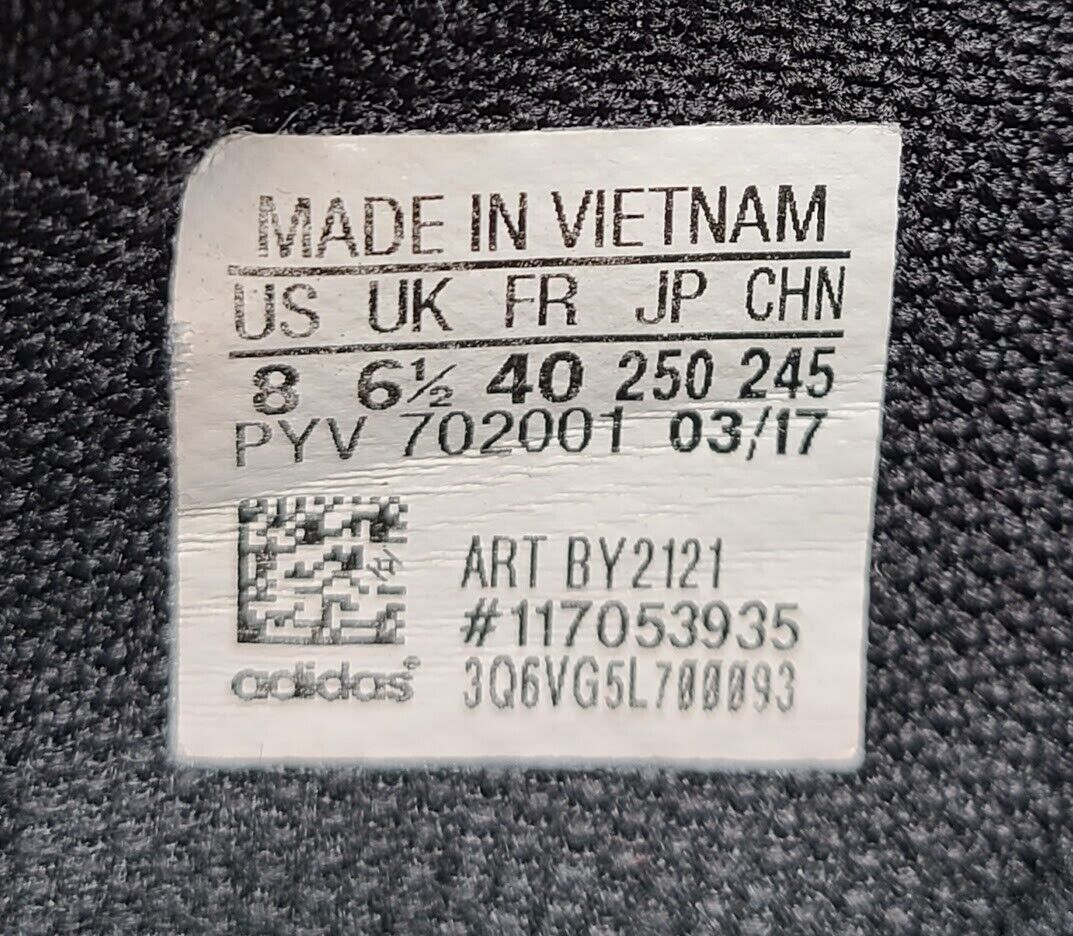 MADE IN VIETNAM
US UK FR JP CHN
8 6½ 40 250 245
PYV 702001 03/17
ART BY2121
#117053935
adidas® 3Q6VG5L700093